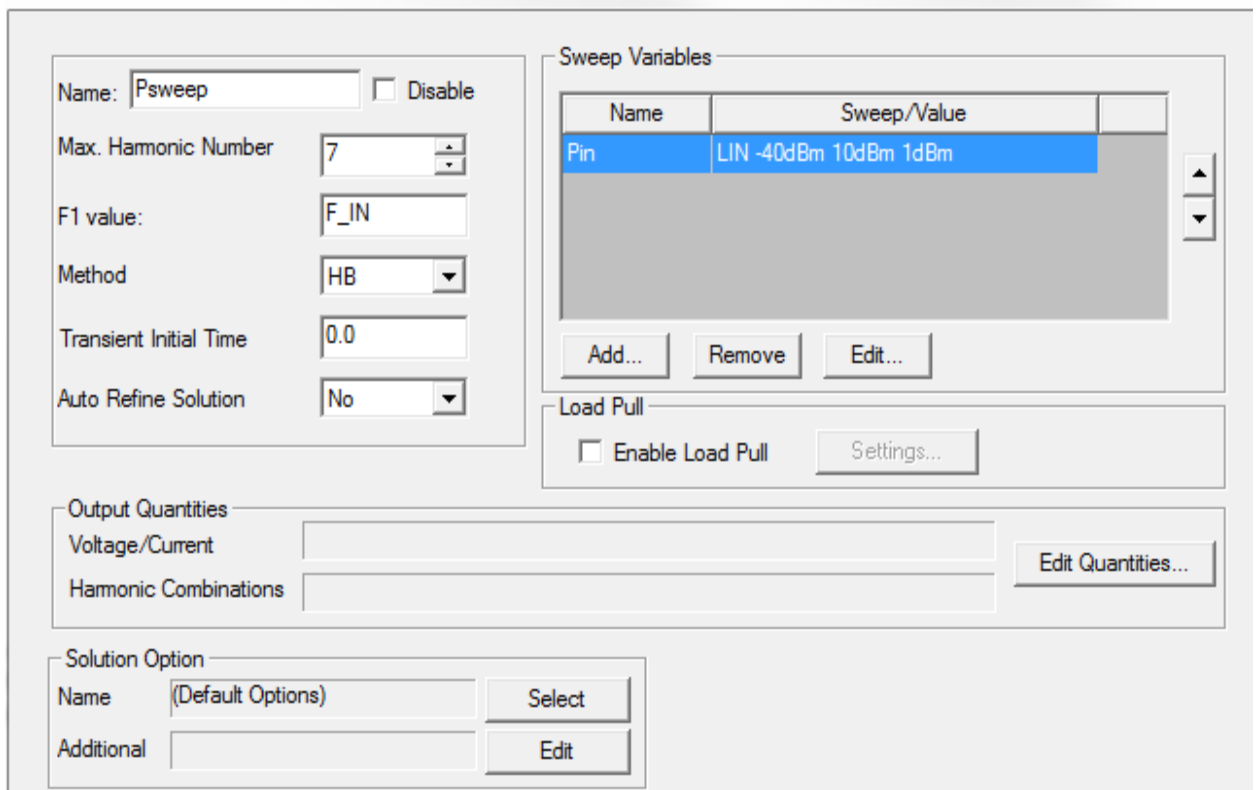 Name: Psweep Disable
Max. Harmonic Number 7
F1 value: F_IN
Method HB
Transient Initial Time 0.0
Auto Refine Solution No
Sweep Variables
Name Sweep/Value
Pin LIN -40dBm 10dBm 1dBm
Add... Remove Edit...
Load Pull
Enable Load Pull Settings...
Output Quantities
Voltage/Current
Harmonic Combinations
Edit Quantities...
Solution Option
Name (Default Options) Select
Additional Edit